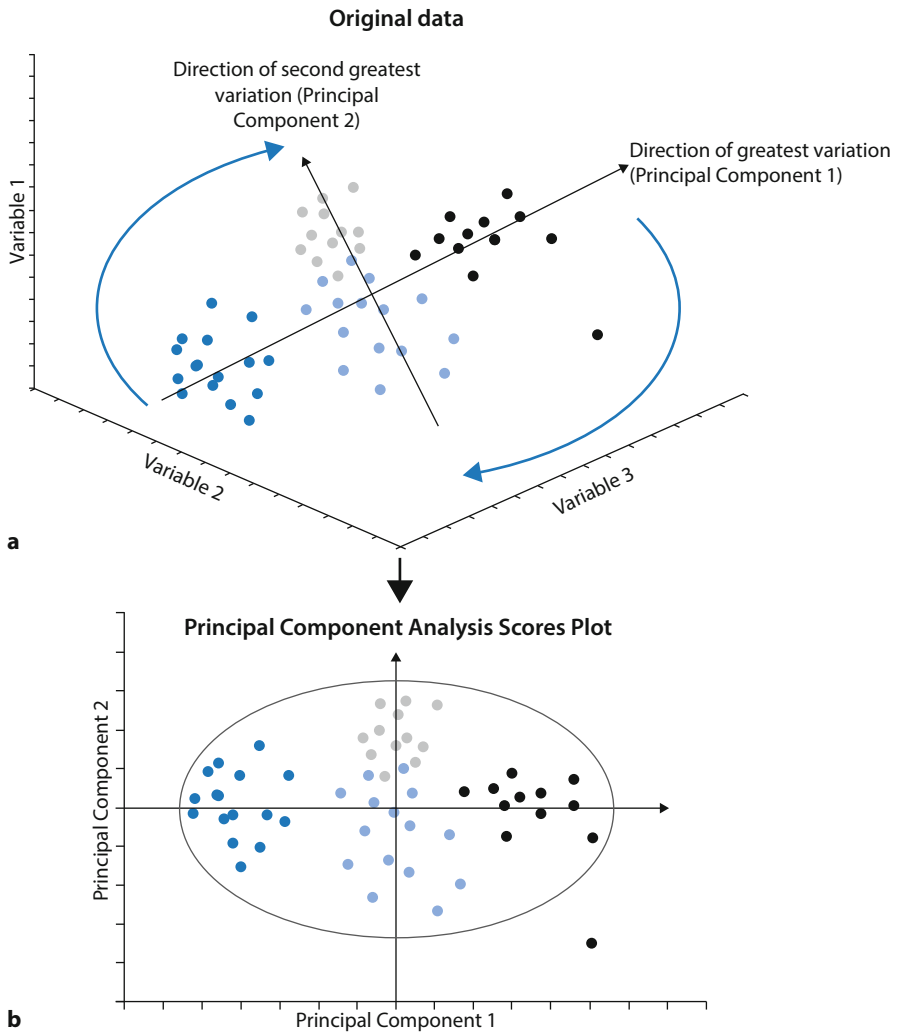 Original data
Direction of second greatest
variation (Principal
Component 2)
Direction of greatest variation
(Principal Component 1)
Variable 1
Variable 2
Variable 3
a
Principal Component Analysis Scores Plot
Principal Component 2
Principal Component 1
b